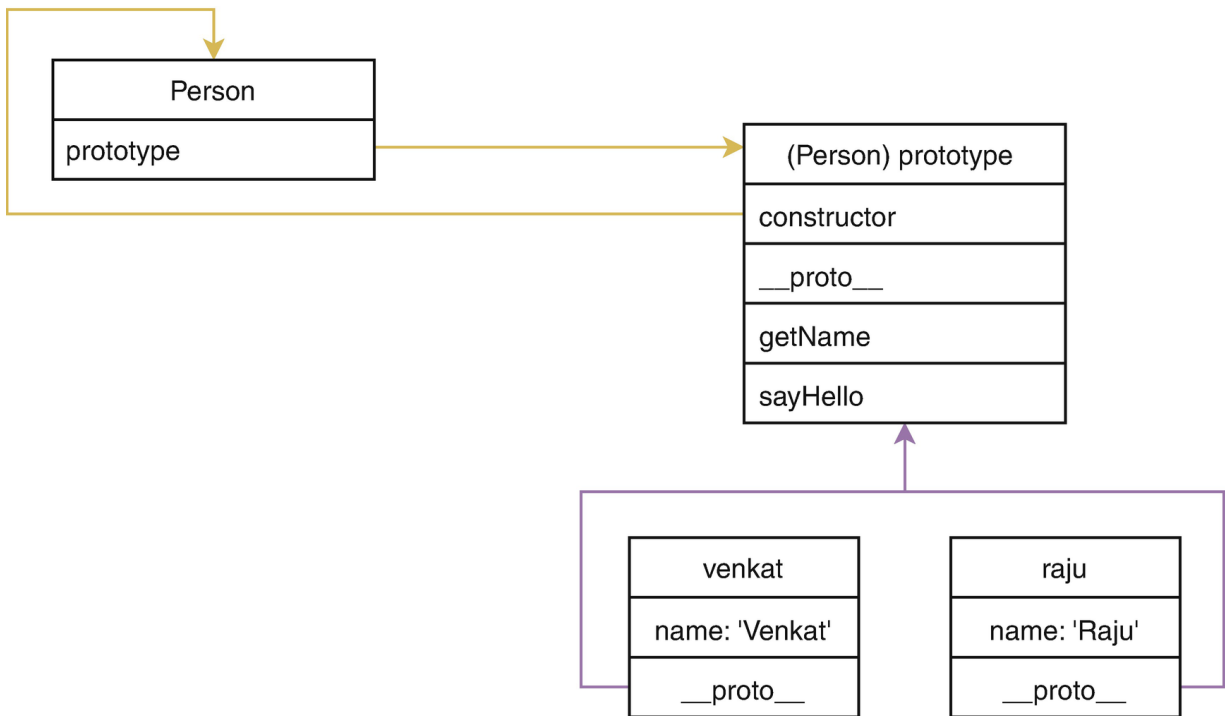 Person
prototype
(Person) prototype
constructor
__proto__
getName
sayHello
venkat
name: 'Venkat'
__proto__
raju
name: 'Raju'
__proto__